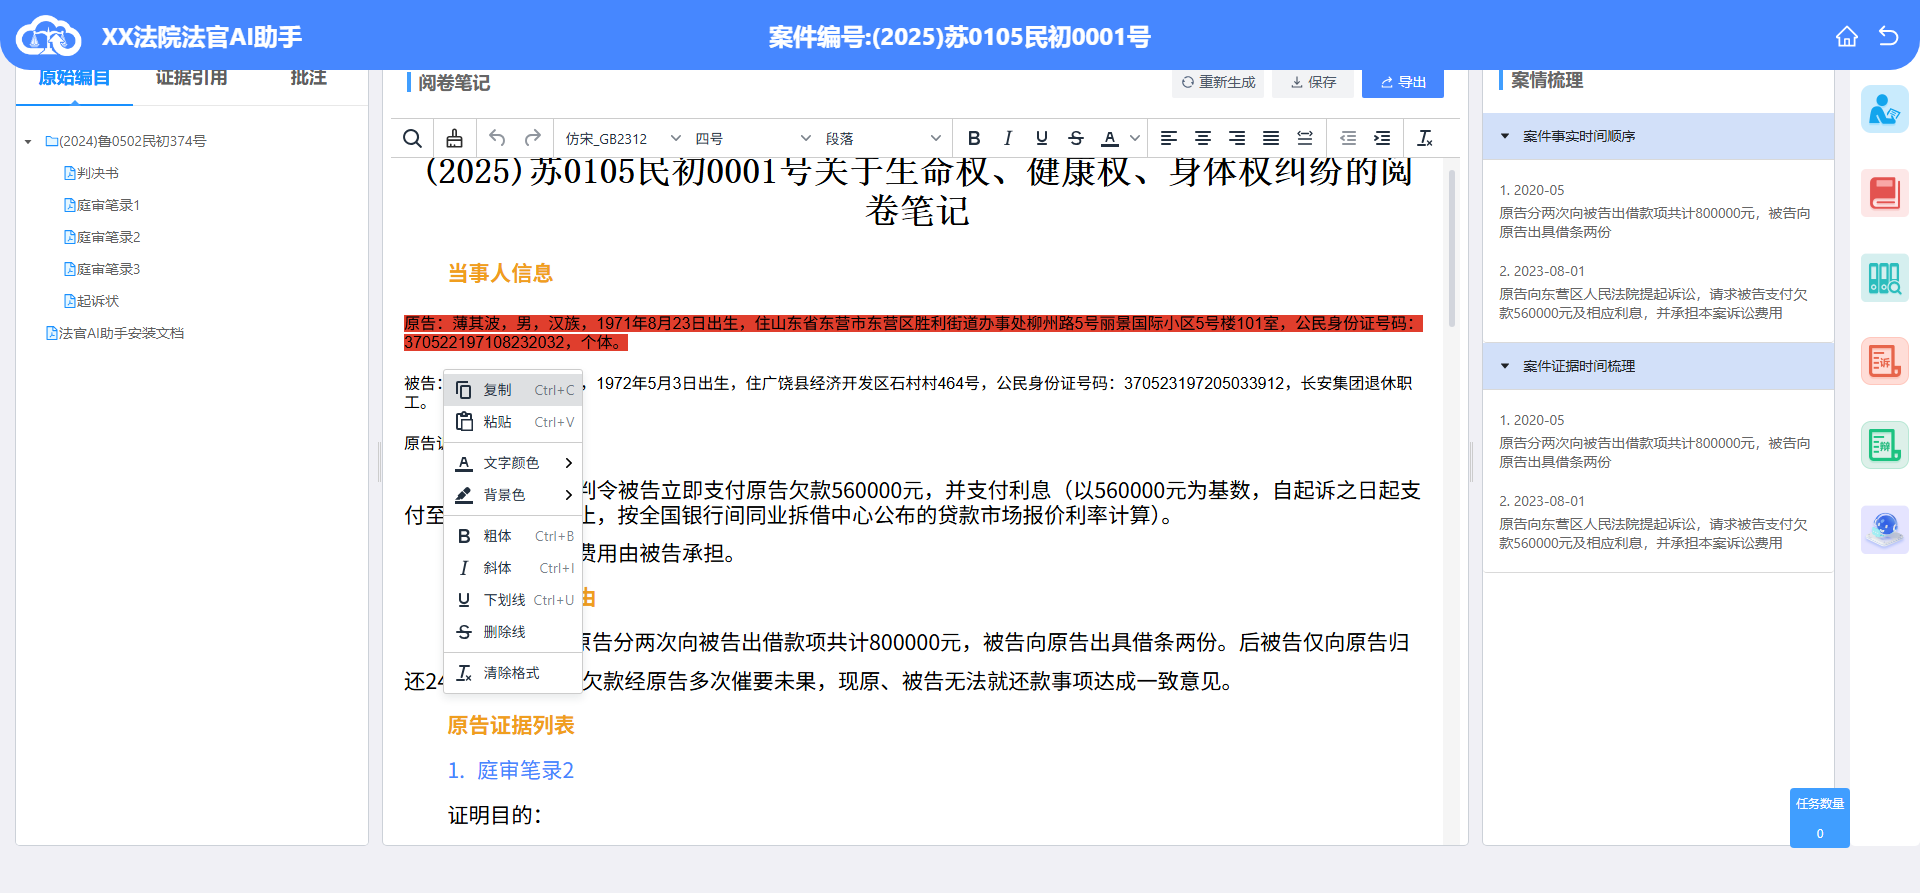 XX法院法官AI助手
案件编号:(2025)苏0105民初0001号
原始编目
证据引用
批注
(2024)鲁0502民初374号
判决书
庭审笔录1
庭审笔录2
庭审笔录3
起诉状
法官AI助手安装文档
阅卷笔记
重新生成
保存
导出
仿宋_GB2312
四号
段落
(2025)苏0105民初0001号关于生命权、健康权、身体权纠纷的阅
卷笔记
当事人信息
原告：薄其波，男，汉族，1971年8月23日出生，住山东省东营市东营区胜利街道办事处柳州路5号丽景国际小区5号楼101室，公民身份证号码：
370522197108232032，个体。
被告：
，1972年5月3日出生，住广饶县经济开发区石村村464号，公民身份证号码：370523197205033912，长安集团退休职
工。
原告
令被告立即支付原告欠款560000元，并支付利息（以560000元为基数，自起诉之日起支
付至
止，按全国银行间同业拆借中心公布的贷款市场报价利率计算）。
费用由被告承担。
由
原告分两次向被告出借款项共计800000元，被告向原告出具借条两份。后被告仅向原告归
还24
欠款经原告多次催要未果，现原、被告无法就还款事项达成一致意见。
原告证据列表
1. 庭审笔录2
证明目的：
复制 Ctrl+C
粘贴 Ctrl+V
文字颜色
背景色
粗体 Ctrl+B
斜体 Ctrl+I
下划线 Ctrl+U
删除线
清除格式
案情梳理
案件事实时间顺序
1. 2020-05
原告分两次向被告出借款项共计800000元，被告向
原告出具借条两份
2. 2023-08-01
原告向东营区人民法院提起诉讼，请求被告支付欠
款560000元及相应利息，并承担本案诉讼费用
案件证据时间梳理
1. 2020-05
原告分两次向被告出借款项共计800000元，被告向
原告出具借条两份
2. 2023-08-01
原告向东营区人民法院提起诉讼，请求被告支付欠
款560000元及相应利息，并承担本案诉讼费用
诉
辩
任务数量
0